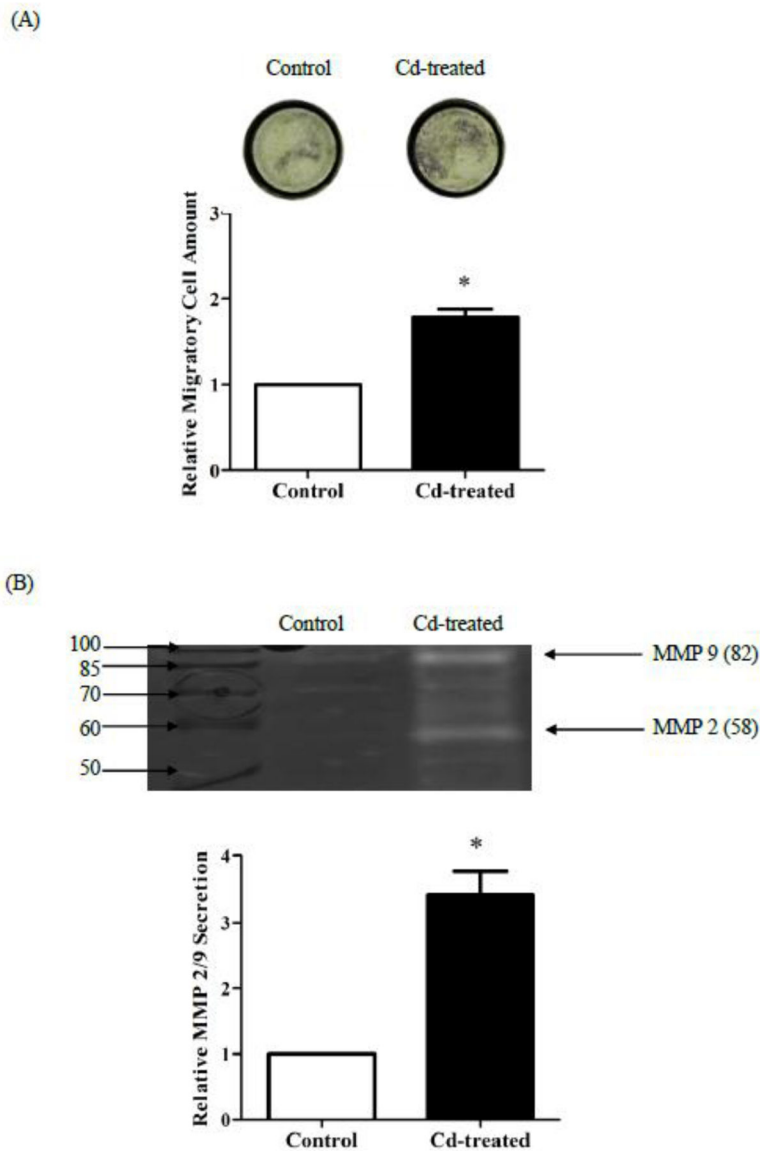 (A)
Control Cd-treated
Relative Migratory Cell Amount
3
*
2
1
0
Control Cd-treated
(B)
Control Cd-treated
100
MMP 9 (82)
85
70
60
MMP 2 (58)
50
Relative MMP 2/9 Secretion
*
4
3
2
1
0
Control Cd-treated